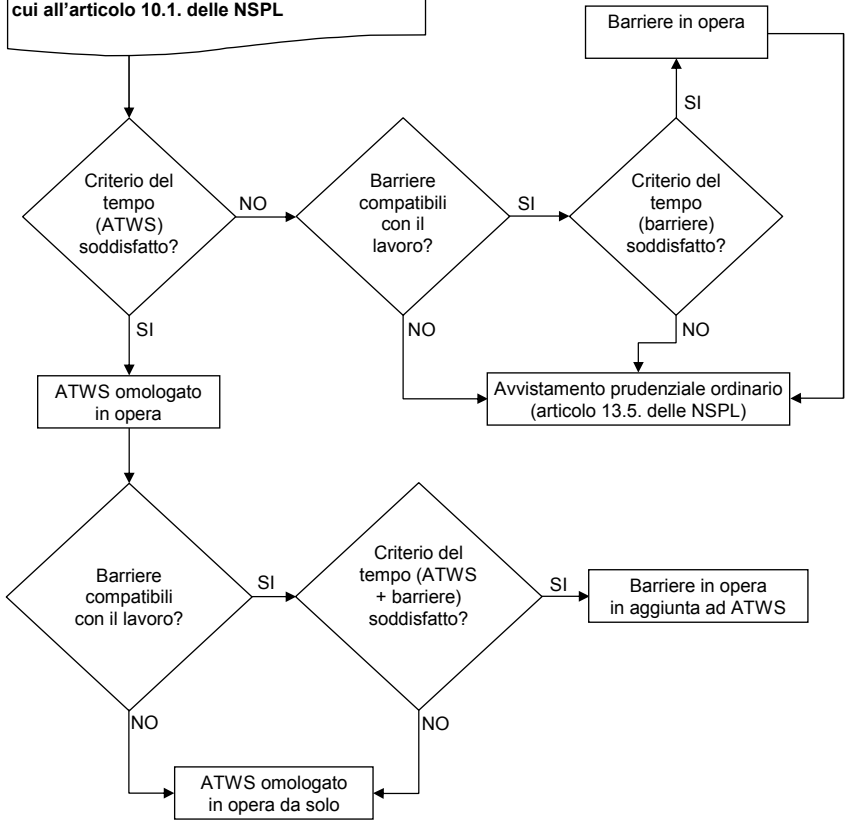 cui all'articolo 10.1. delle NSPL
Barriere in opera
SI
Criterio del
tempo
(ATWS)
soddisfatto?
NO
Barriere
compatibili
con il
lavoro?
SI
Criterio del
tempo
(barriere)
soddisfatto?
SI
NO
NO
ATWS omologato
in opera
Avvistamento prudenziale ordinario
(articolo 13.5. delle NSPL)
Barriere
compatibili
con il lavoro?
SI
Criterio del
tempo (ATWS
+ barriere)
soddisfatto?
SI
Barriere in opera
in aggiunta ad ATWS
NO
NO
ATWS omologato
in opera da solo